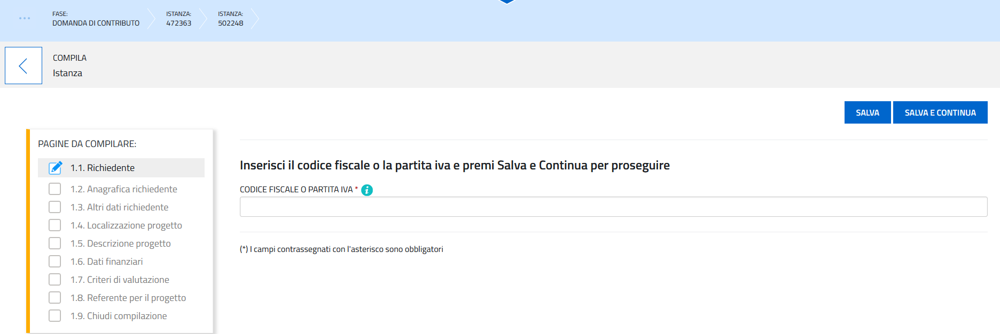 FASE:
DOMANDA DI CONTRIBUTO
ISTANZA:
472363
ISTANZA:
502248
COMPILA
Istanza
SALVA
SALVA E CONTINUA
PAGINE DA COMPILARE:
1.1. Richiedente
1.2. Anagrafica richiedente
1.3. Altri dati richiedente
1.4. Localizzazione progetto
1.5. Descrizione progetto
1.6. Dati finanziari
1.7. Criteri di valutazione
1.8. Referente per il progetto
1.9. Chiudi compilazione
Inserisci il codice fiscale o la partita iva e premi Salva e Continua per proseguire
CODICE FISCALE O PARTITA IVA * i
(*) I campi contrassegnati con l'asterisco sono obbligatori